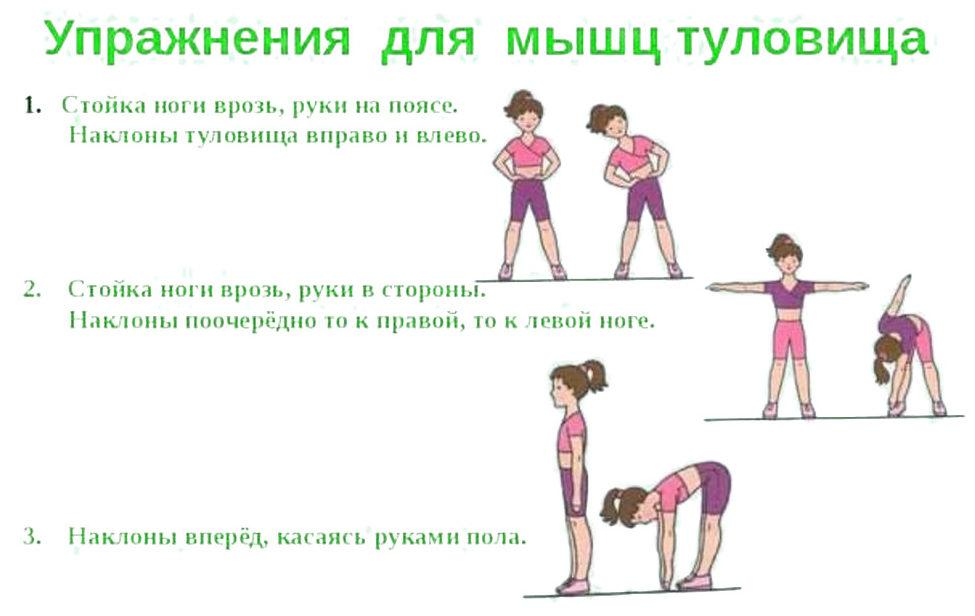 Упражнения для мышц туловища
1. Стойка ноги врозь, руки на поясе.
Наклоны туловища вправо и влево.
2. Стойка ноги врозь, руки в стороны.
Наклоны поочерёдно то к правой, то к левой ноге.
3. Наклоны вперёд, касаясь руками пола.